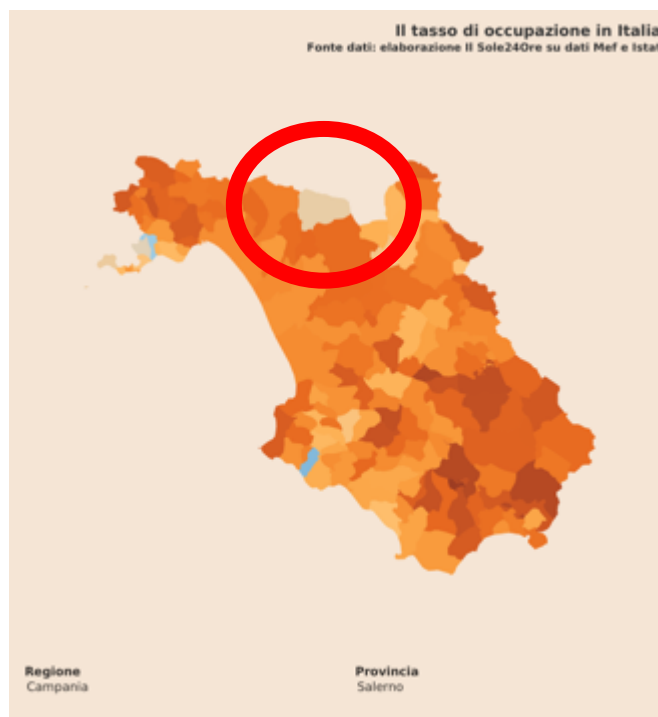 Il tasso di occupazione in Italia
Fonte dati: elaborazione Il Sole24Ore su dati Mef e Istat
Regione
Campania
Provincia
Salerno